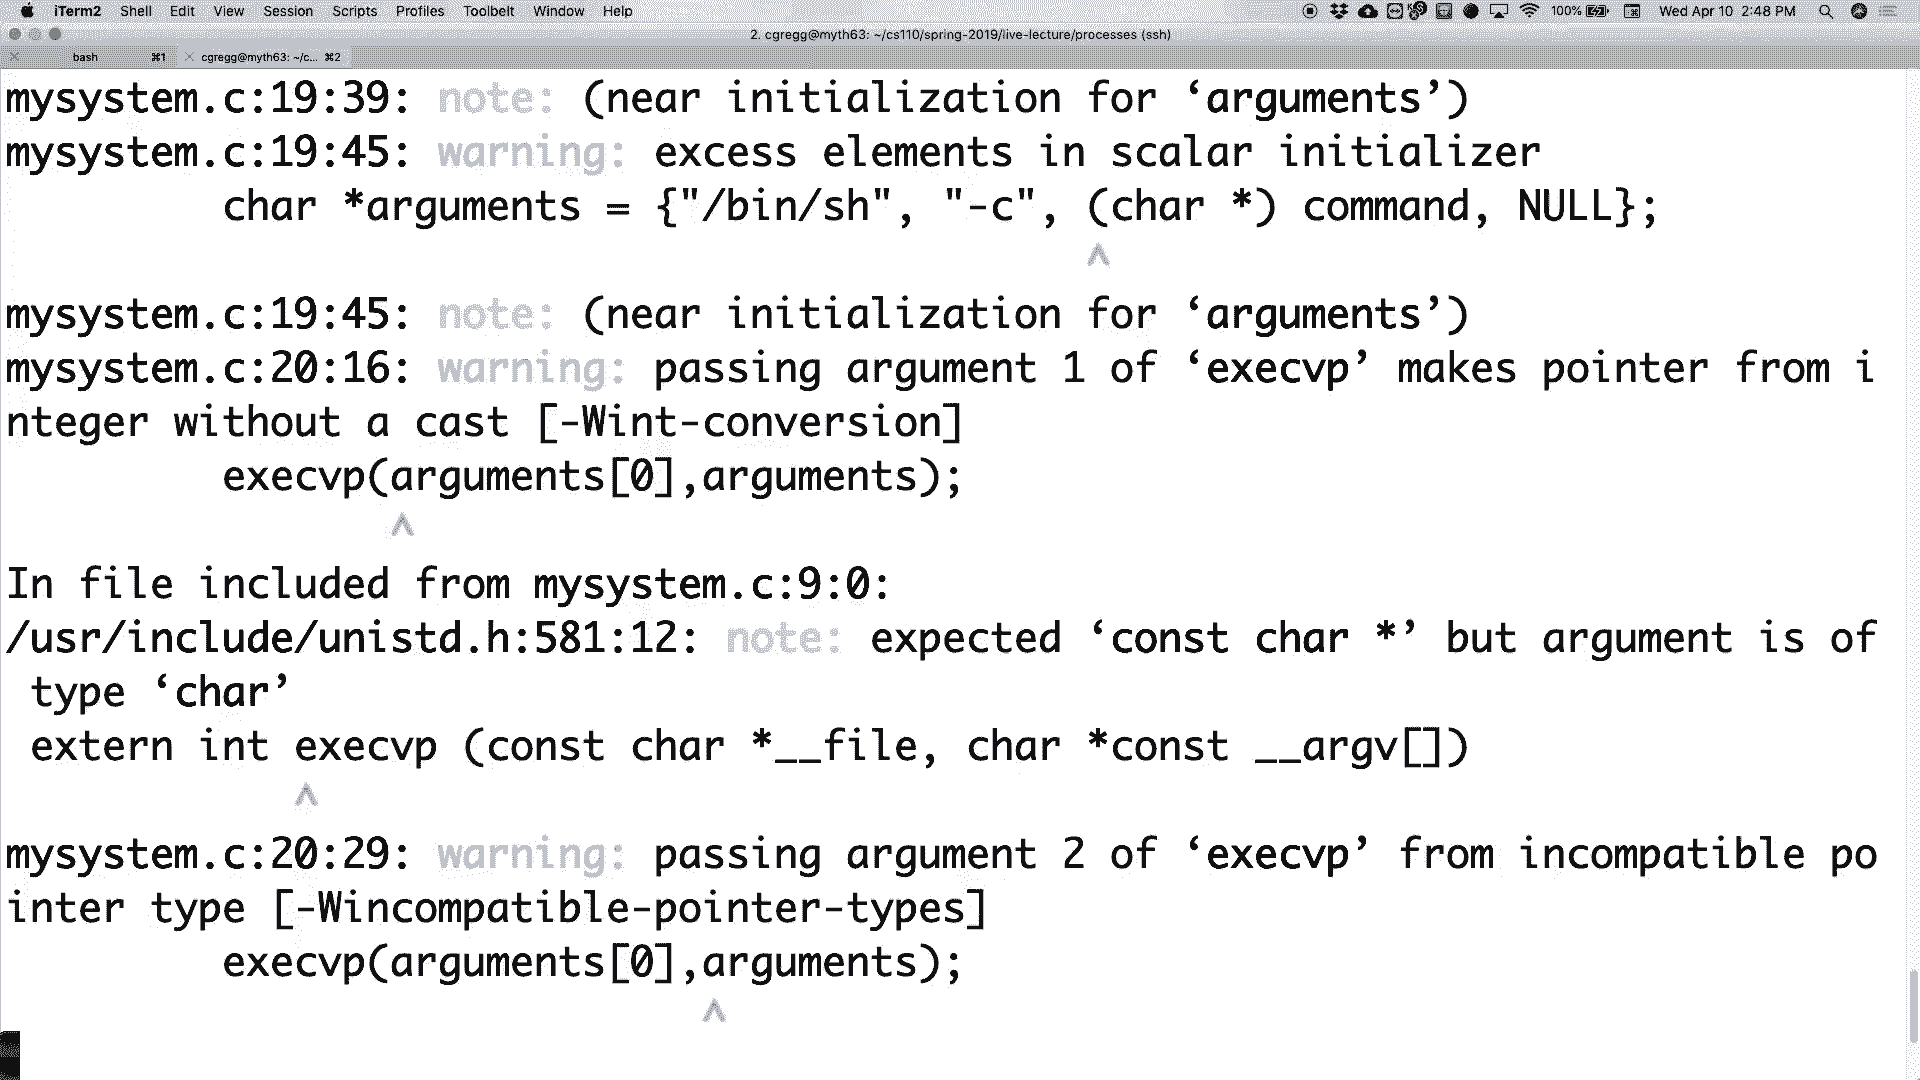 iTerm2 Shell Edit View Session Scripts Profiles Toolbelt Window Help 100% Wed Apr 10 2:48 PM
2. cgregg@myth63: ~/cs110/spring-2019/live-lecture/processes (ssh)
bash ⌘1 cgregg@myth63: ~/c... ⌘2
mysystem.c:19:39: note: (near initialization for ‘arguments’)
mysystem.c:19:45: warning: excess elements in scalar initializer
char *arguments = {"/bin/sh", "-c", (char *) command, NULL};
^
mysystem.c:19:45: note: (near initialization for ‘arguments’)
mysystem.c:20:16: warning: passing argument 1 of ‘execvp’ makes pointer from i
nteger without a cast [-Wint-conversion]
execvp(arguments[0],arguments);
^
In file included from mysystem.c:9:0:
/usr/include/unistd.h:581:12: note: expected ‘const char *’ but argument is of
type ‘char’
extern int execvp (const char *__file, char *const __argv[])
^
mysystem.c:20:29: warning: passing argument 2 of ‘execvp’ from incompatible po
inter type [-Wincompatible-pointer-types]
execvp(arguments[0],arguments);
^